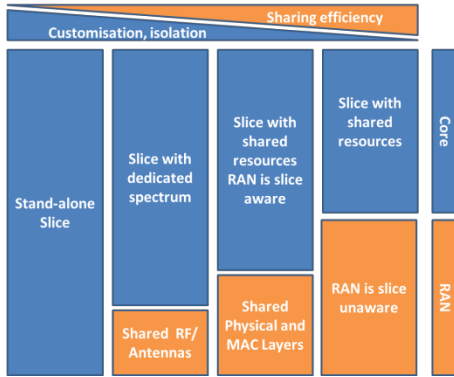 Sharing efficiency
Customisation, isolation
Stand-alone
Slice
Slice with
dedicated
spectrum
Shared RF/
Antennas
Slice with
shared
resources
RAN is slice
aware
Shared
Physical and
MAC Layers
Slice with
shared
resources
RAN is slice
unaware
Core
RAN